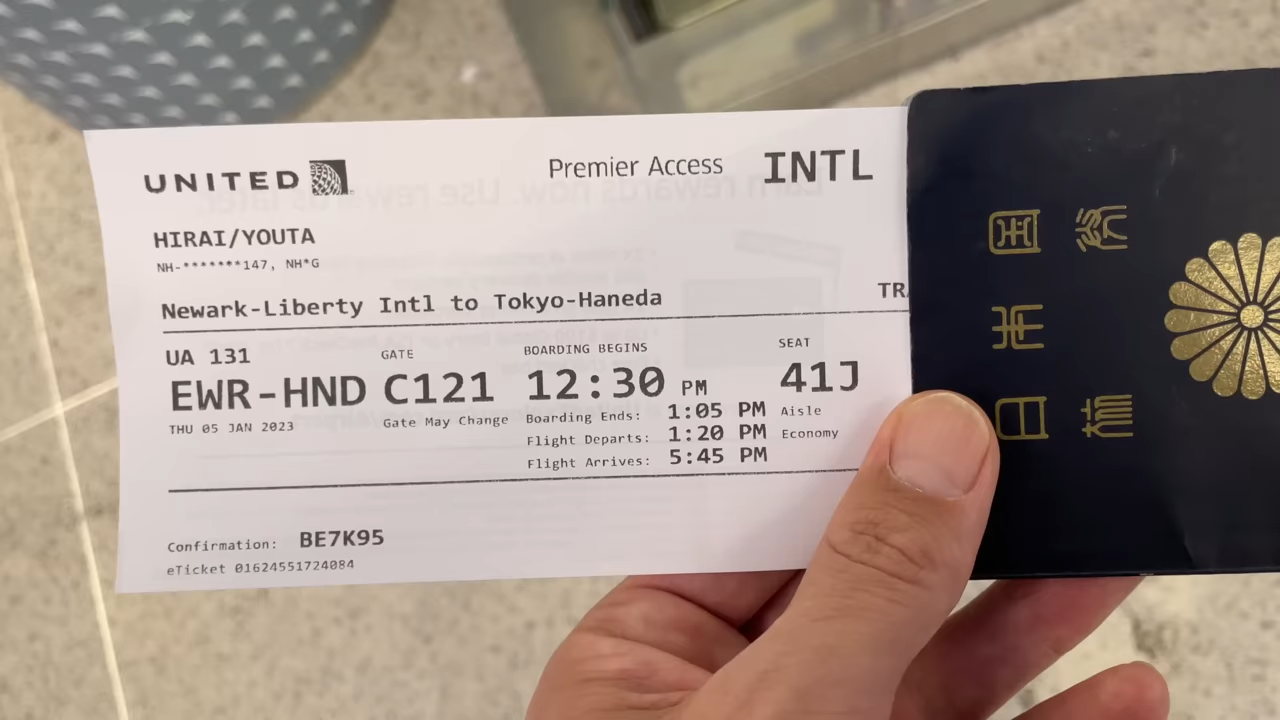 UNITED
Premier Access INTL
HIRAI/YOUTA
NH-*******147, NH*G
Newark-Liberty Intl to Tokyo-Haneda
UA 131
EWR-HND
THU 05 JAN 2023
GATE
C121
Gate May Change
BOARDING BEGINS
12:30 PM
Boarding Ends: 1:05 PM
Flight Departs: 1:20 PM
Flight Arrives: 5:45 PM
SEAT
41J
Aisle
Economy
Confirmation: BE7K95
eTicket 01624551724084
日本国
旅券